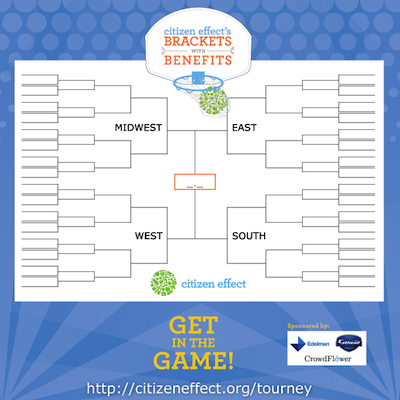 citizen effect's
BRACKETS
WITH
BENEFITS
MIDWEST
EAST
_ - _
WEST
SOUTH
citizen effect
GET
IN THE
GAME!
Sponsored by:
Edelman
Genesis
CrowdFlower
http://citizeneffect.org/tourney